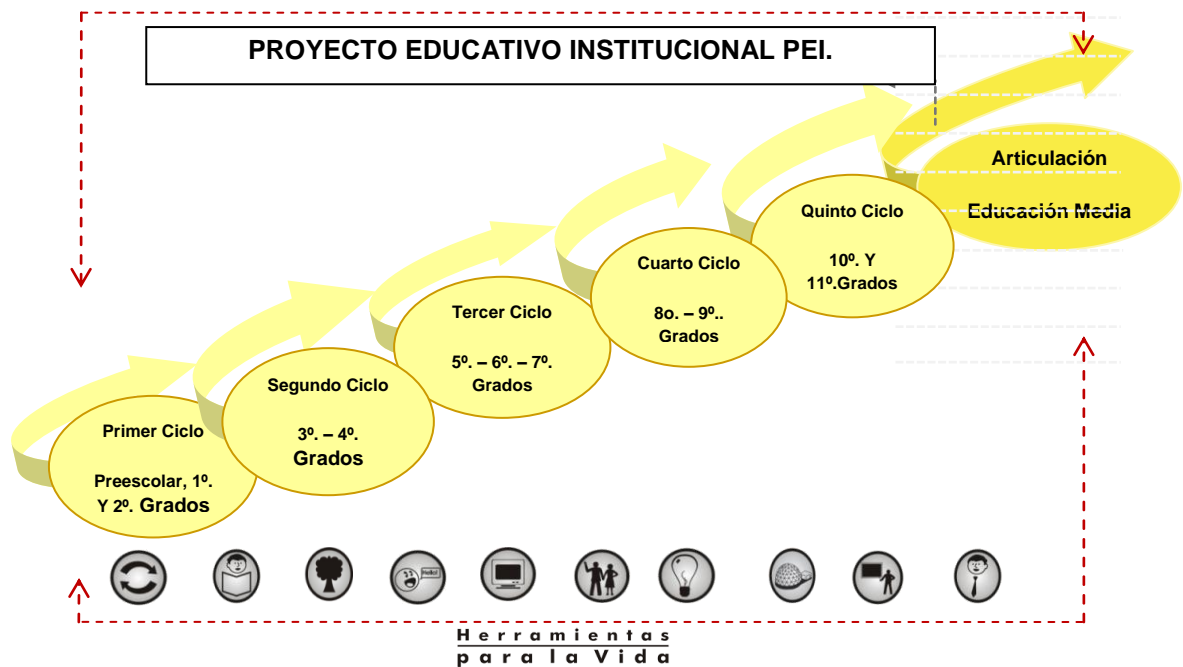 PROYECTO EDUCATIVO INSTITUCIONAL PEI.
Articulación
Educación Media
Quinto Ciclo
10º. Y
11º.Grados
Cuarto Ciclo
8o. – 9º..
Grados
Tercer Ciclo
5º. – 6º. – 7º.
Grados
Segundo Ciclo
3º. – 4º.
Grados
Primer Ciclo
Preescolar, 1º.
Y 2º. Grados
Hello!
Herramientas
para la Vida